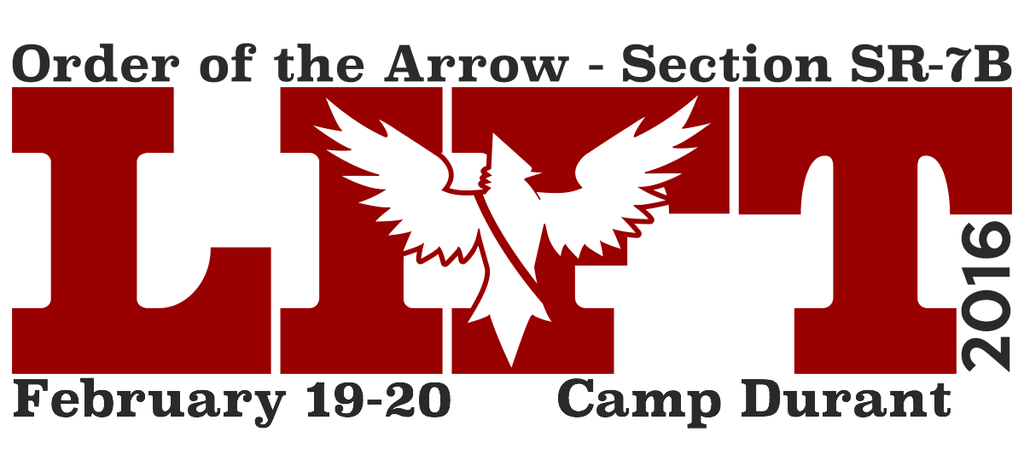 Order of the Arrow - Section SR-7B
LIFT
2016
February 19-20 Camp Durant